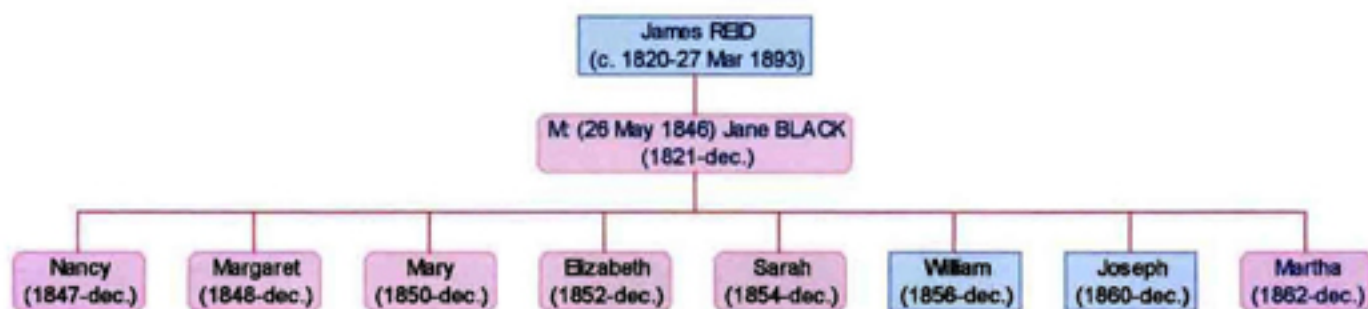 James REID
(c. 1820-27 Mar 1893)
M: (26 May 1846) Jane BLACK
(1821-dec.)
Nancy
(1847-dec.)
Margaret
(1848-dec.)
Mary
(1850-dec.)
Elizabeth
(1852-dec.)
Sarah
(1854-dec.)
William
(1856-dec.)
Joseph
(1860-dec.)
Martha
(1862-dec.)